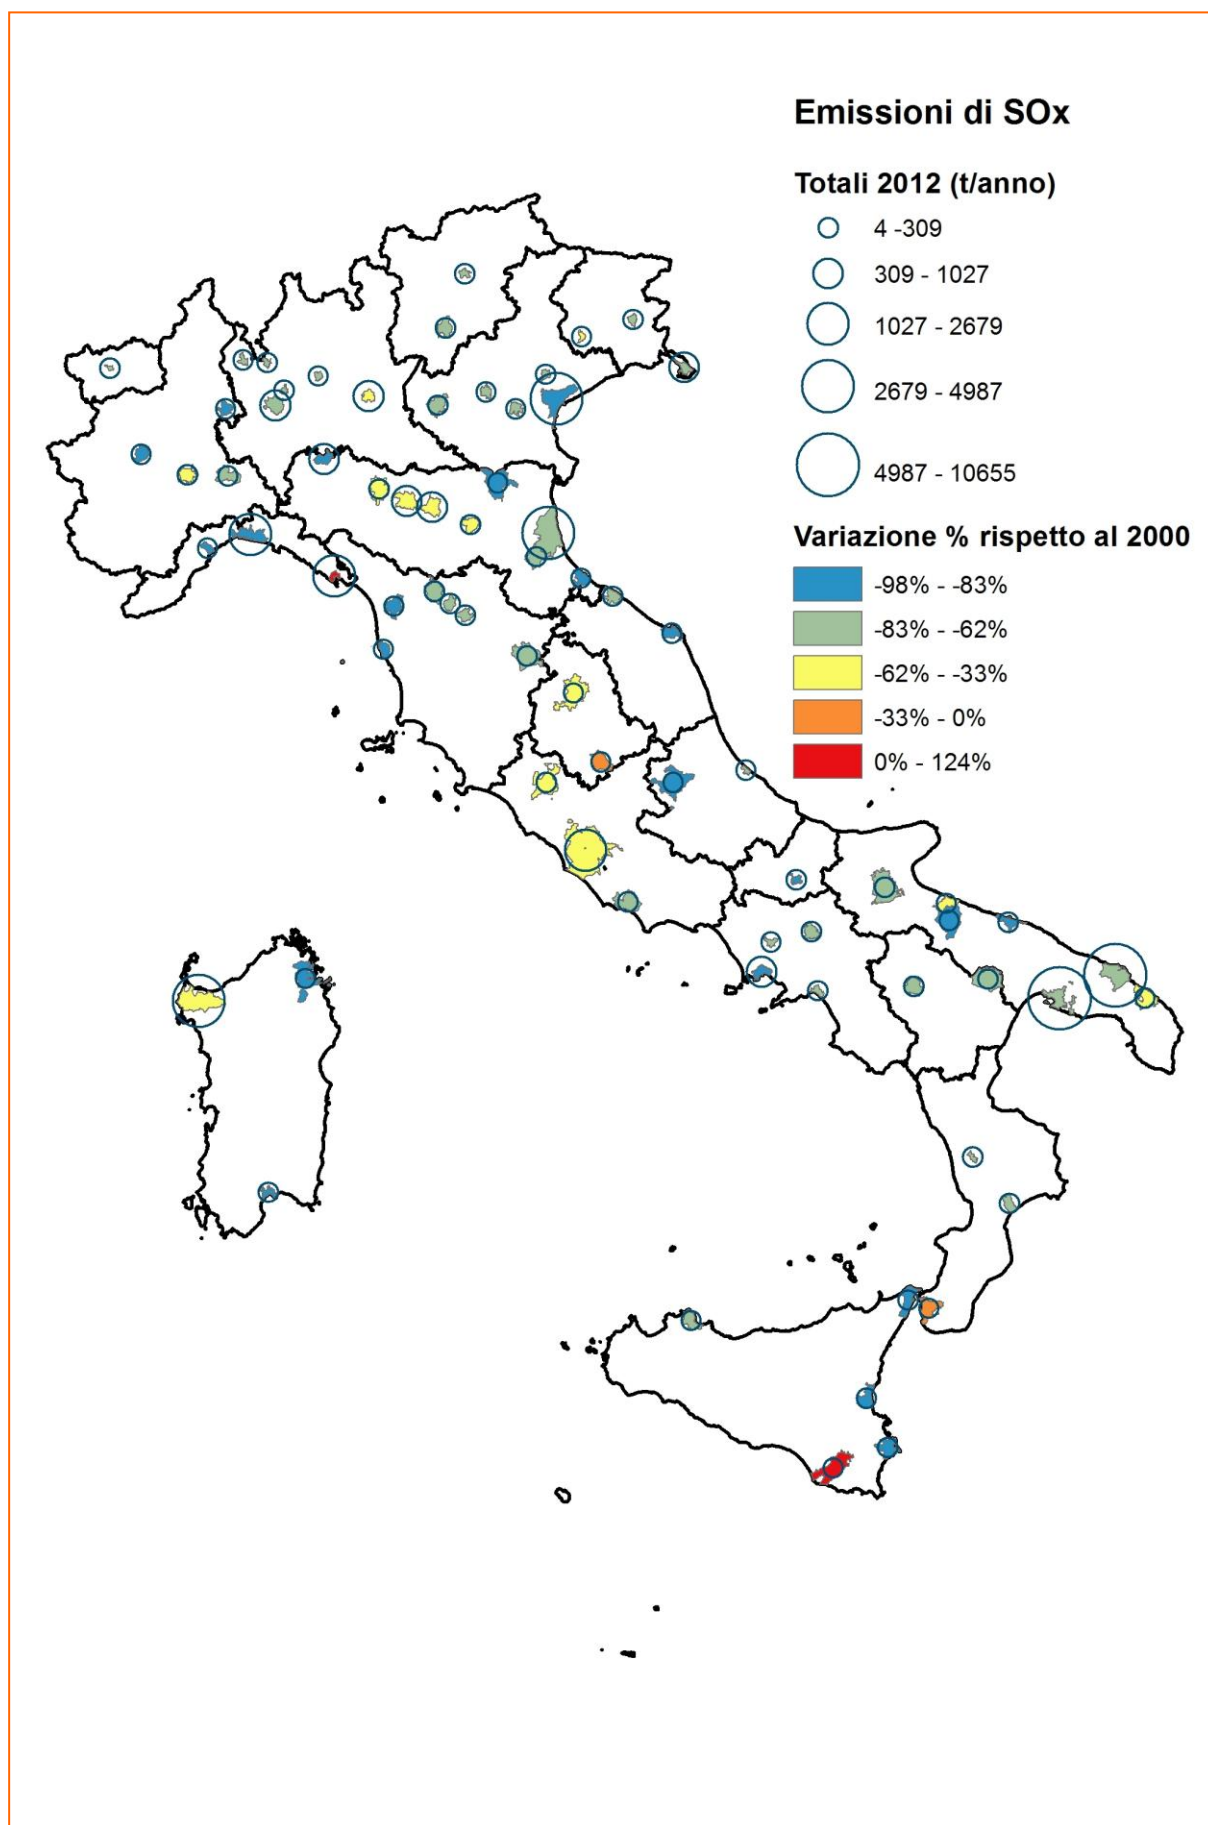 Emissioni di SOx
Totali 2012 (t/anno)
4 -309
309 - 1027
1027 - 2679
2679 - 4987
4987 - 10655
Variazione % rispetto al 2000
-98% - -83%
-83% - -62%
-62% - -33%
-33% - 0%
0% - 124%